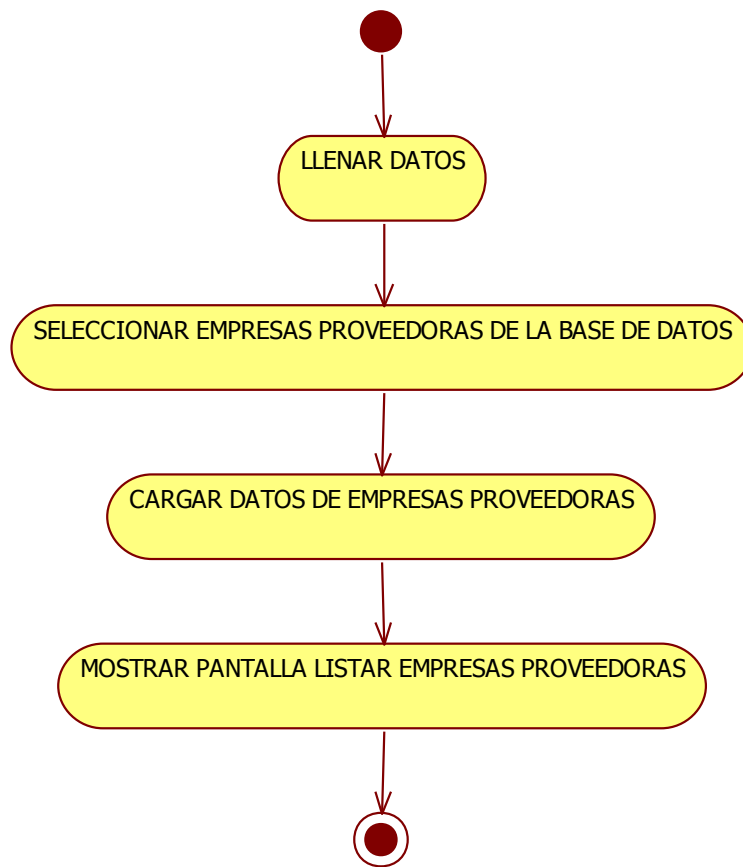 LLENAR DATOS
SELECCIONAR EMPRESAS PROVEEDORAS DE LA BASE DE DATOS
CARGAR DATOS DE EMPRESAS PROVEEDORAS
MOSTRAR PANTALLA LISTAR EMPRESAS PROVEEDORAS